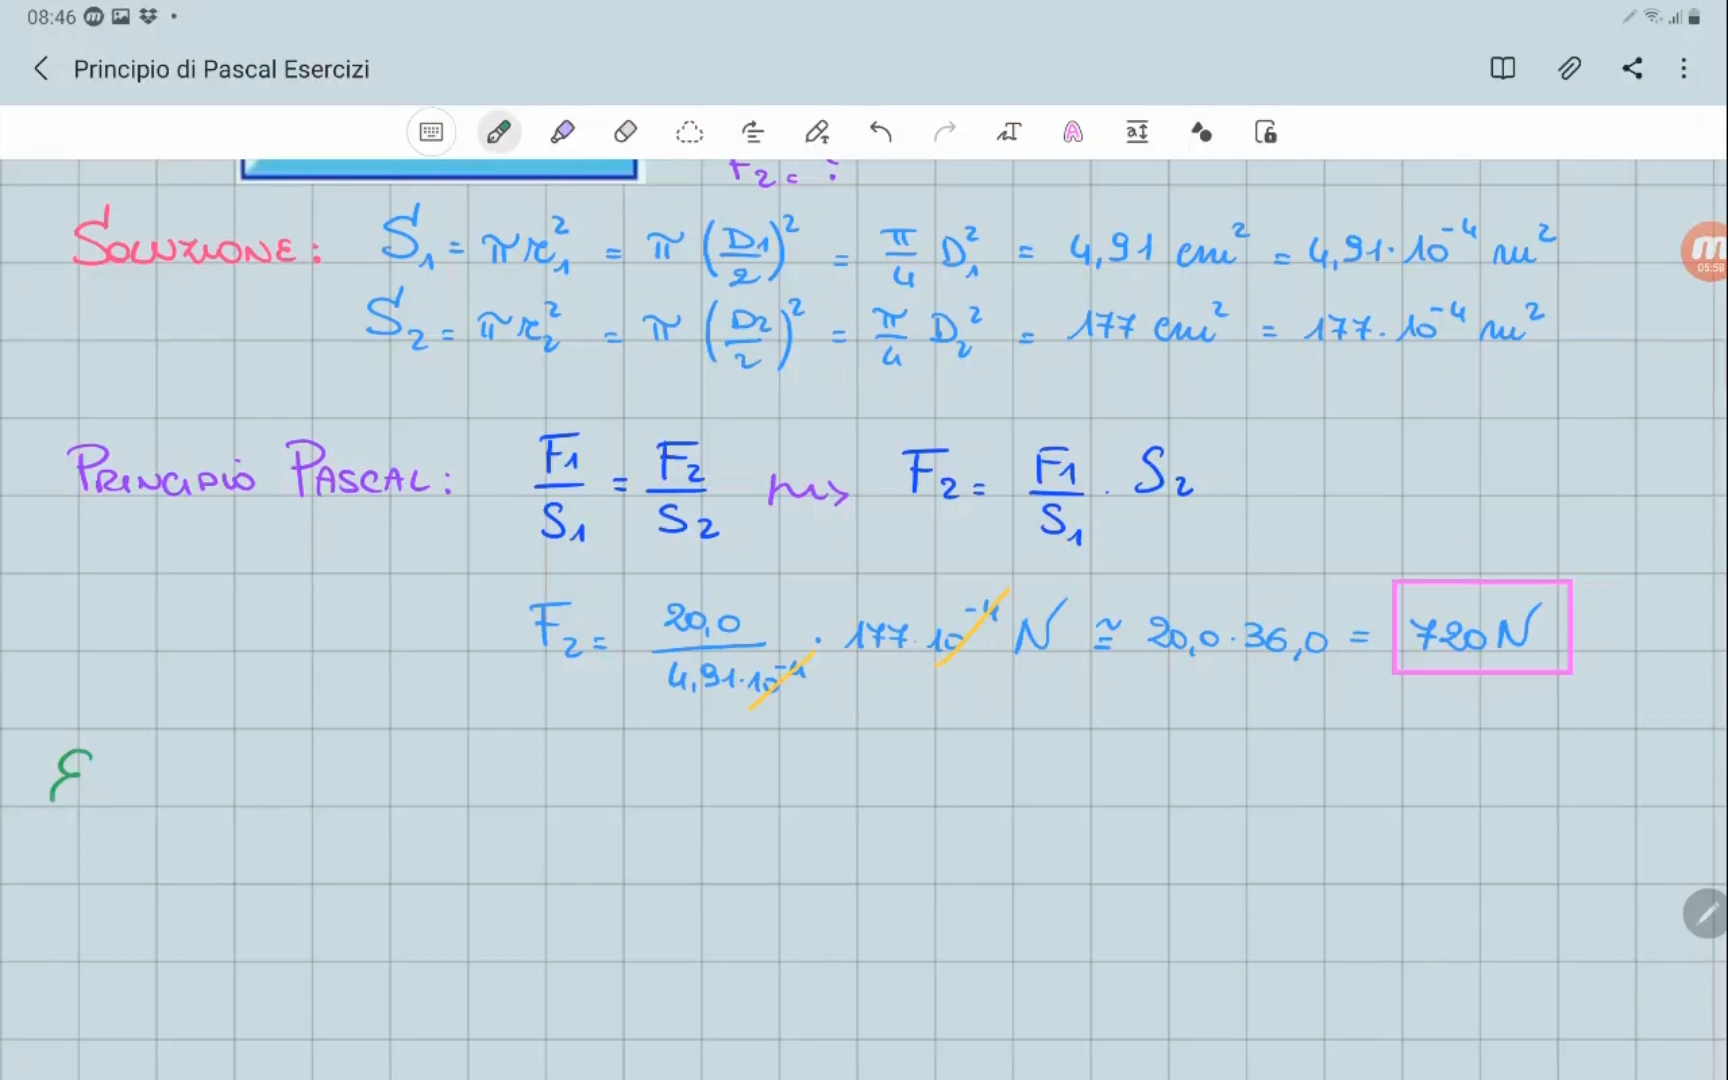 08:46
Principio di Pascal Esercizi
F₂ = ?
SOLUZIONE: S₁ = πr₁² = π (D₁/2)² = π/4 D₁² = 4,91 cm² = 4,91·10⁻⁴ m²
S₂ = πr₂² = π (D₂/2)² = π/4 D₂² = 177 cm² = 177·10⁻⁴ m²
PRINCIPIO PASCAL: F₁/S₁ = F₂/S₂ ⇝ F₂ = F₁/S₁ · S₂
F₂ = 20,0/4,91·10⁻⁴ · 177·10⁻⁴ N ≅ 20,0·36,0 = 720 N
05:58